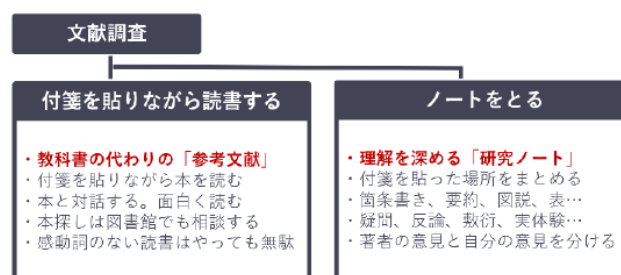 文献調査
付箋を貼りながら読書する
・教科書の代わりの「参考文献」
・付箋を貼りながら本を読む
・本と対話する。面白く読む
・本探しは図書館でも相談する
・感動詞のない読書はやっても無駄
ノートをとる
・理解を深める「研究ノート」
・付箋を貼った場所をまとめる
・箇条書き、要約、図説、表…
・疑問、反論、敷衍、実体験…
・著者の意見と自分の意見を分ける